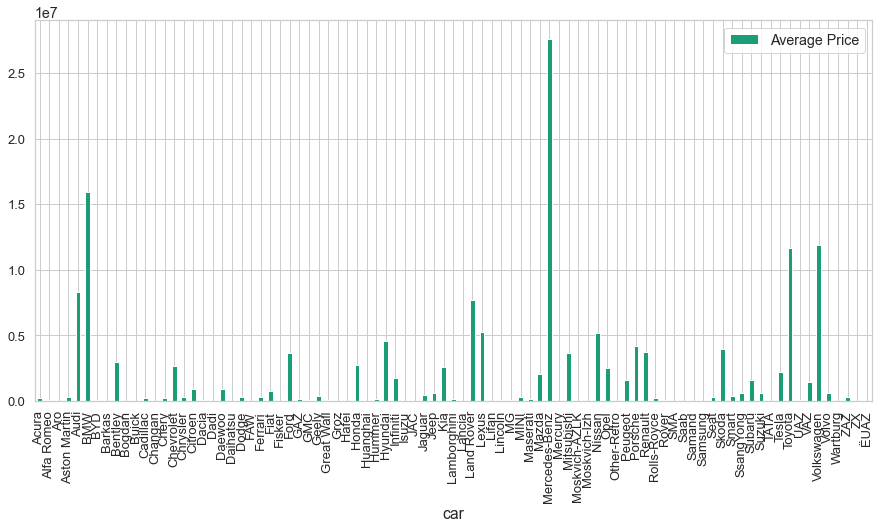 1e7
Average Price
2.5
2.0
1.5
1.0
0.5
0.0
Acura
Alfa Romeo
Aro
Aston Martin
Audi
BMW
BYD
Barkas
Bentley
Bogdan
Buick
Cadillac
Changan
Chery
Chevrolet
Chrysler
Citroen
Dacia
Dadi
Daewoo
Daihatsu
Dodge
FAW
Ferrari
Fiat
Fisker
Ford
GAZ
GMC
Geely
Great Wall
Groz
Hafei
Honda
Huanghai
Hummer
Hyundai
Infiniti
Isuzu
JAC
Jaguar
Jeep
Kia
Lamborghini
Lancia
Land Rover
Lexus
Lifan
Lincoln
MG
MINI
Maserati
Mazda
Mercedes-Benz
Mercury
Mitsubishi
Moskvich-AZLK
Moskvich-Izh
Nissan
Opel
Other-Retro
Peugeot
Porsche
Renault
Rolls-Royce
Rover
SMA
Saab
Samand
Samsung
Seat
Skoda
Smart
SsangYong
Subaru
Suzuki
TATA
Tesla
Toyota
UAZ
VAZ
Volkswagen
Volvo
Wartburg
ZAZ
ZX
ËUAZ
car